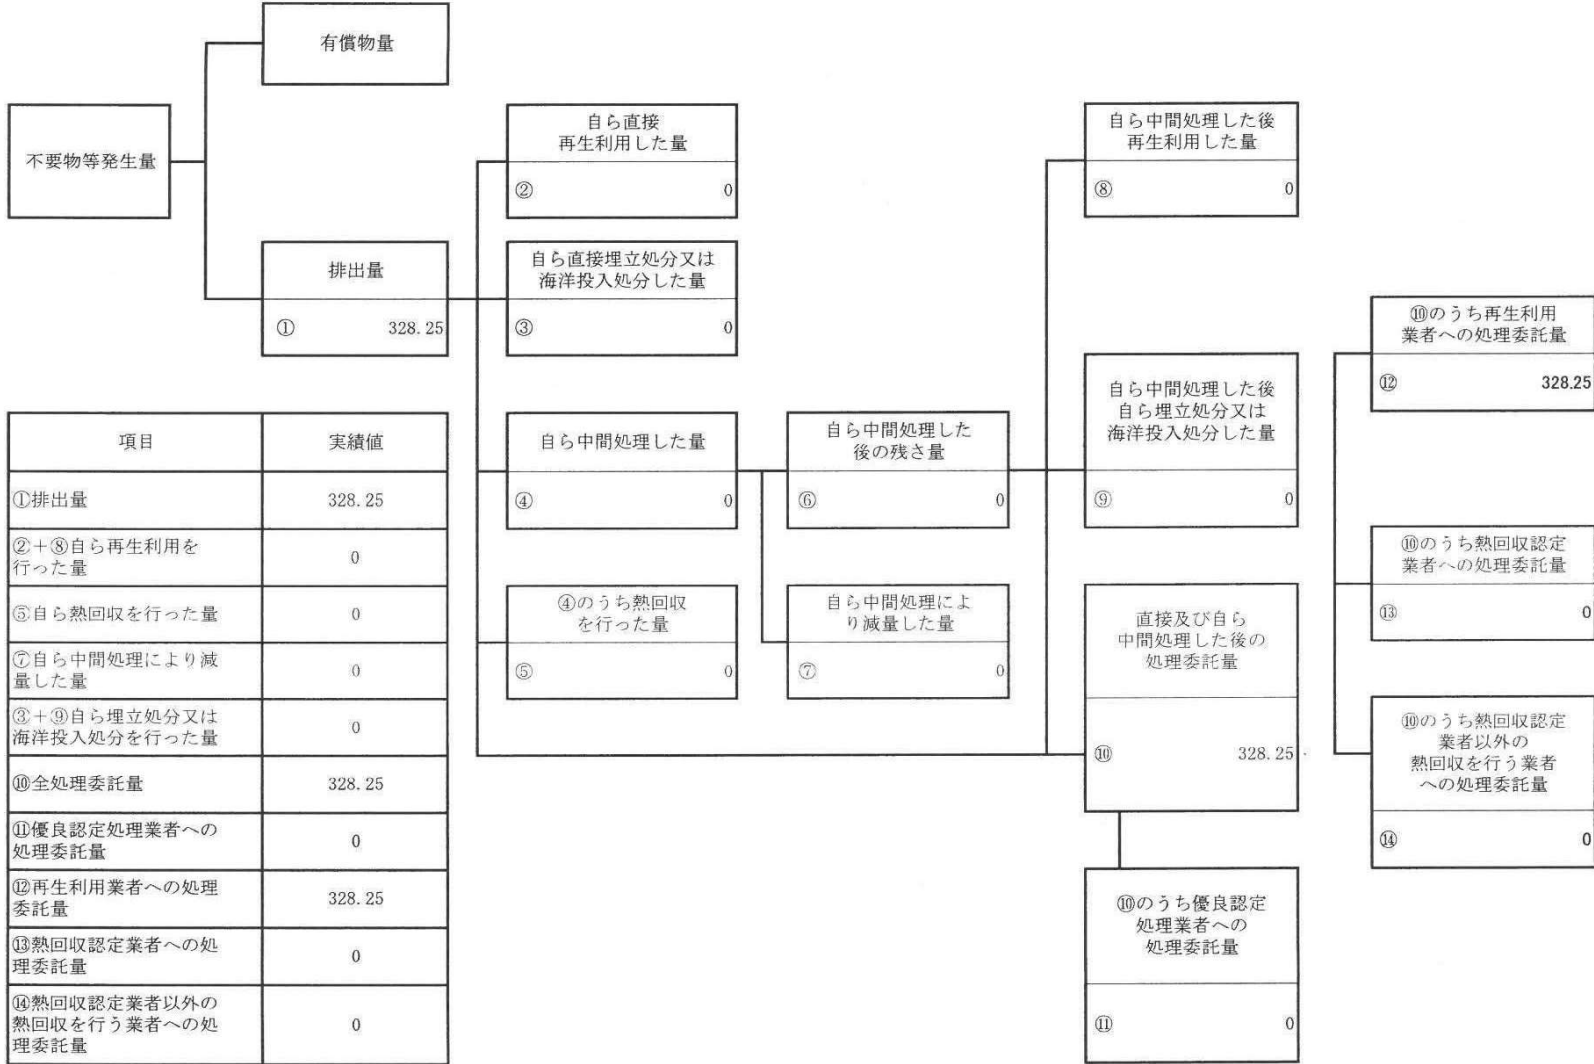 有償物量
不要物等発生量
排出量
① 328.25
自ら直接
再生利用した量
② 0
自ら直接埋立処分又は
海洋投入処分した量
③ 0
自ら中間処理した量
④ 0
④のうち熱回収
を行った量
⑤ 0
自ら中間処理した
後の残さ量
⑥ 0
自ら中間処理によ
り減量した量
⑦ 0
自ら中間処理した後
再生利用した量
⑧ 0
自ら中間処理した後
自ら埋立処分又は
海洋投入処分した量
⑨ 0
直接及び自ら
中間処理した後の
処理委託量
⑩ 328.25
⑩のうち優良認定
処理業者への
処理委託量
⑪ 0
⑩のうち再生利用
業者への処理委託量
⑫ 328.25
⑩のうち熱回収認定
業者への処理委託量
⑬ 0
⑩のうち熱回収認定
業者以外の
熱回収を行う業者
への処理委託量
⑭ 0
項目 実績値
①排出量 328.25
②+⑧自ら再生利用を
行った量 0
⑤自ら熱回収を行った量 0
⑦自ら中間処理により減
量した量 0
③+⑨自ら埋立処分又は
海洋投入処分を行った量 0
⑩全処理委託量 328.25
⑪優良認定処理業者への
処理委託量 0
⑫再生利用業者への処理
委託量 328.25
⑬熱回収認定業者への処
理委託量 0
⑭熱回収認定業者以外の
熱回収を行う業者への処
理委託量 0